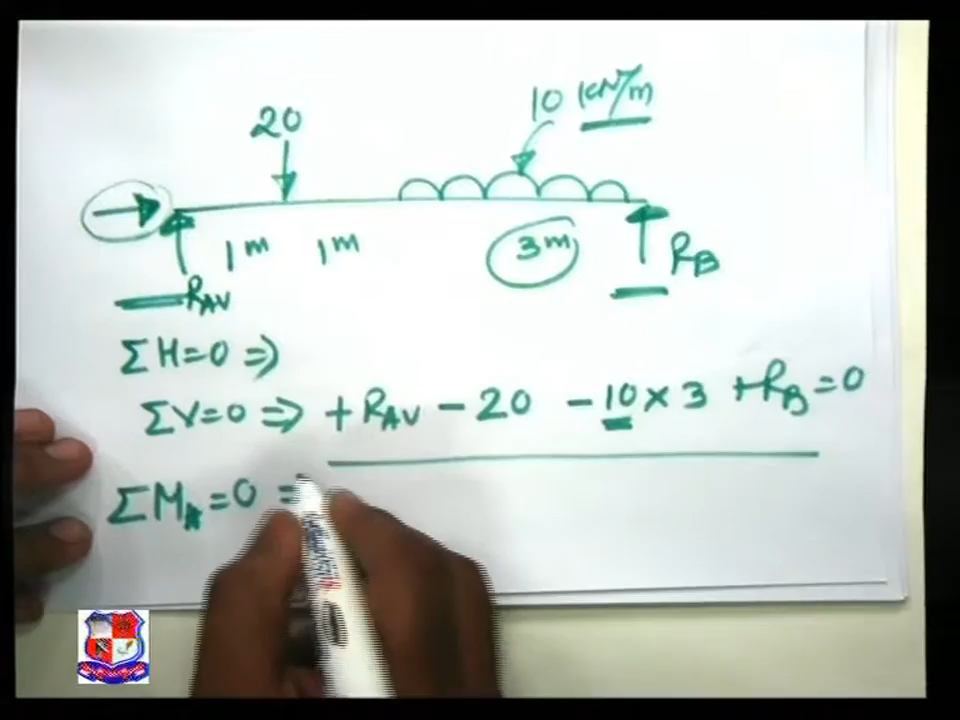 10 KN/m
20
1m 1m 3m RB
RAV
ΣH=0 ⇒
ΣV=0 ⇒ +RAV - 20 - 10 × 3 +RB = 0
ΣMA=0 =